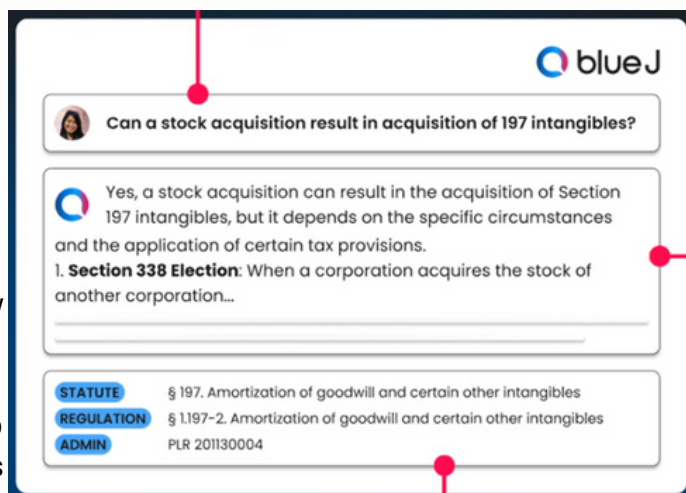 blue J
Can a stock acquisition result in acquisition of 197 intangibles?
Yes, a stock acquisition can result in the acquisition of Section
197 intangibles, but it depends on the specific circumstances
and the application of certain tax provisions.
1. Section 338 Election: When a corporation acquires the stock of
another corporation...
STATUTE § 197. Amortization of goodwill and certain other intangibles
REGULATION § 1.197-2. Amortization of goodwill and certain other intangibles
ADMIN PLR 201130004